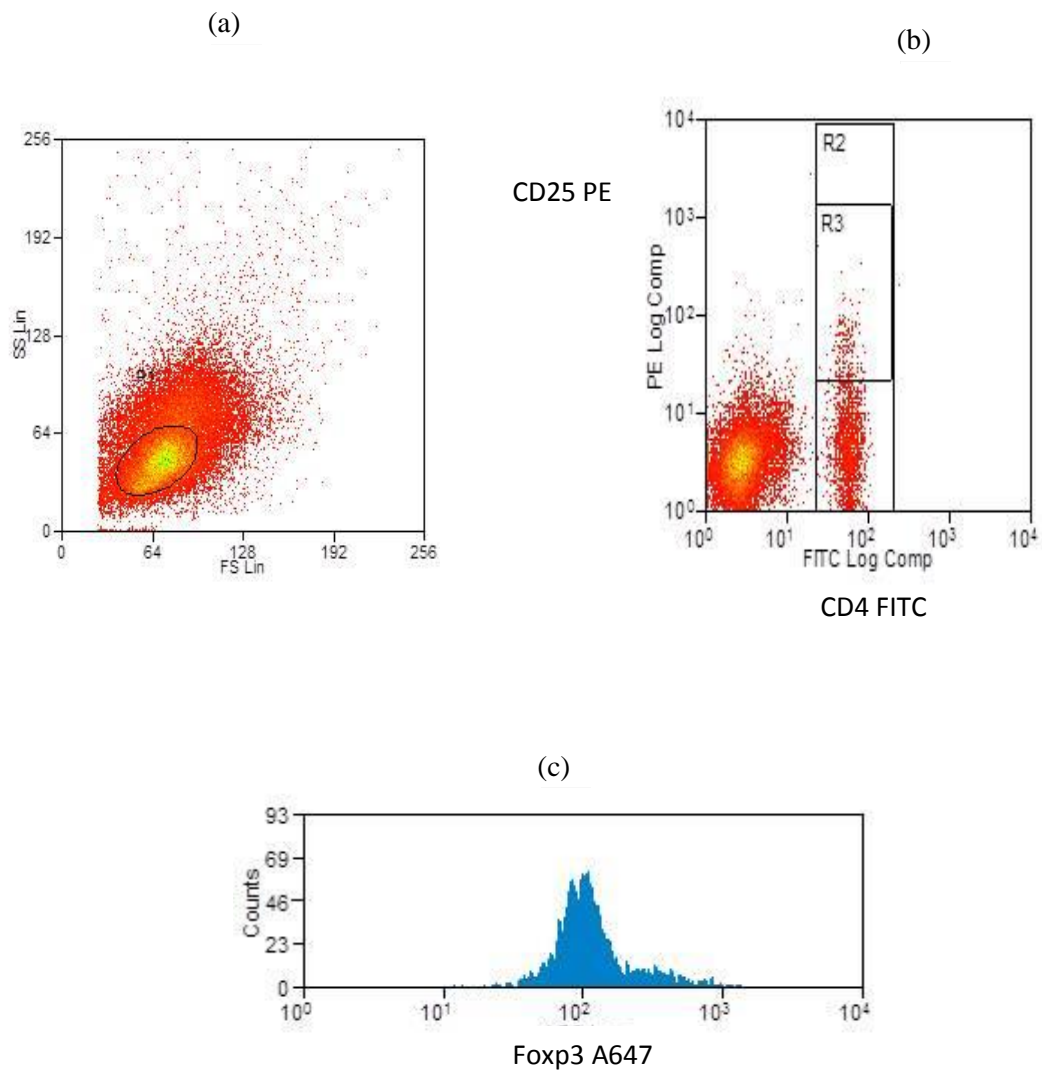 (a)
(b)
256
192
128
64
0
SS Lin
0 64 128 192 256
FS Lin
CD25 PE
10⁴
10³
10²
10¹
10⁰
PE Log Comp
R2
R3
10⁰ 10¹ 10² 10³ 10⁴
FITC Log Comp
CD4 FITC
(c)
93
69
46
23
0
Counts
10⁰ 10¹ 10² 10³ 10⁴
Foxp3 A647